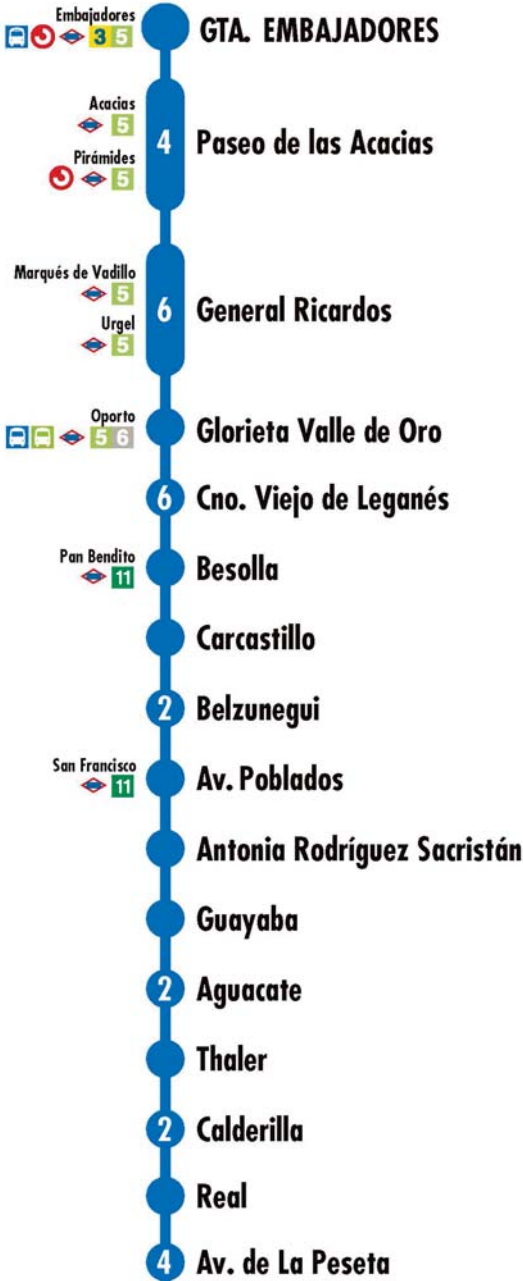 Embajadores
3 5
GTA. EMBAJADORES
Acacias
5
4
Paseo de las Acacias
Pirámides
5
Marqués de Vadillo
5
6
General Ricardos
Urgel
5
Oporto
5 6
Glorieta Valle de Oro
6
Cno. Viejo de Leganés
Pan Bendito
11
Besolla
Carcastillo
2
Belzunegui
San Francisco
11
Av. Poblados
Antonia Rodríguez Sacristán
Guayaba
2
Aguacate
Thaler
2
Calderilla
Real
4
Av. de La Peseta